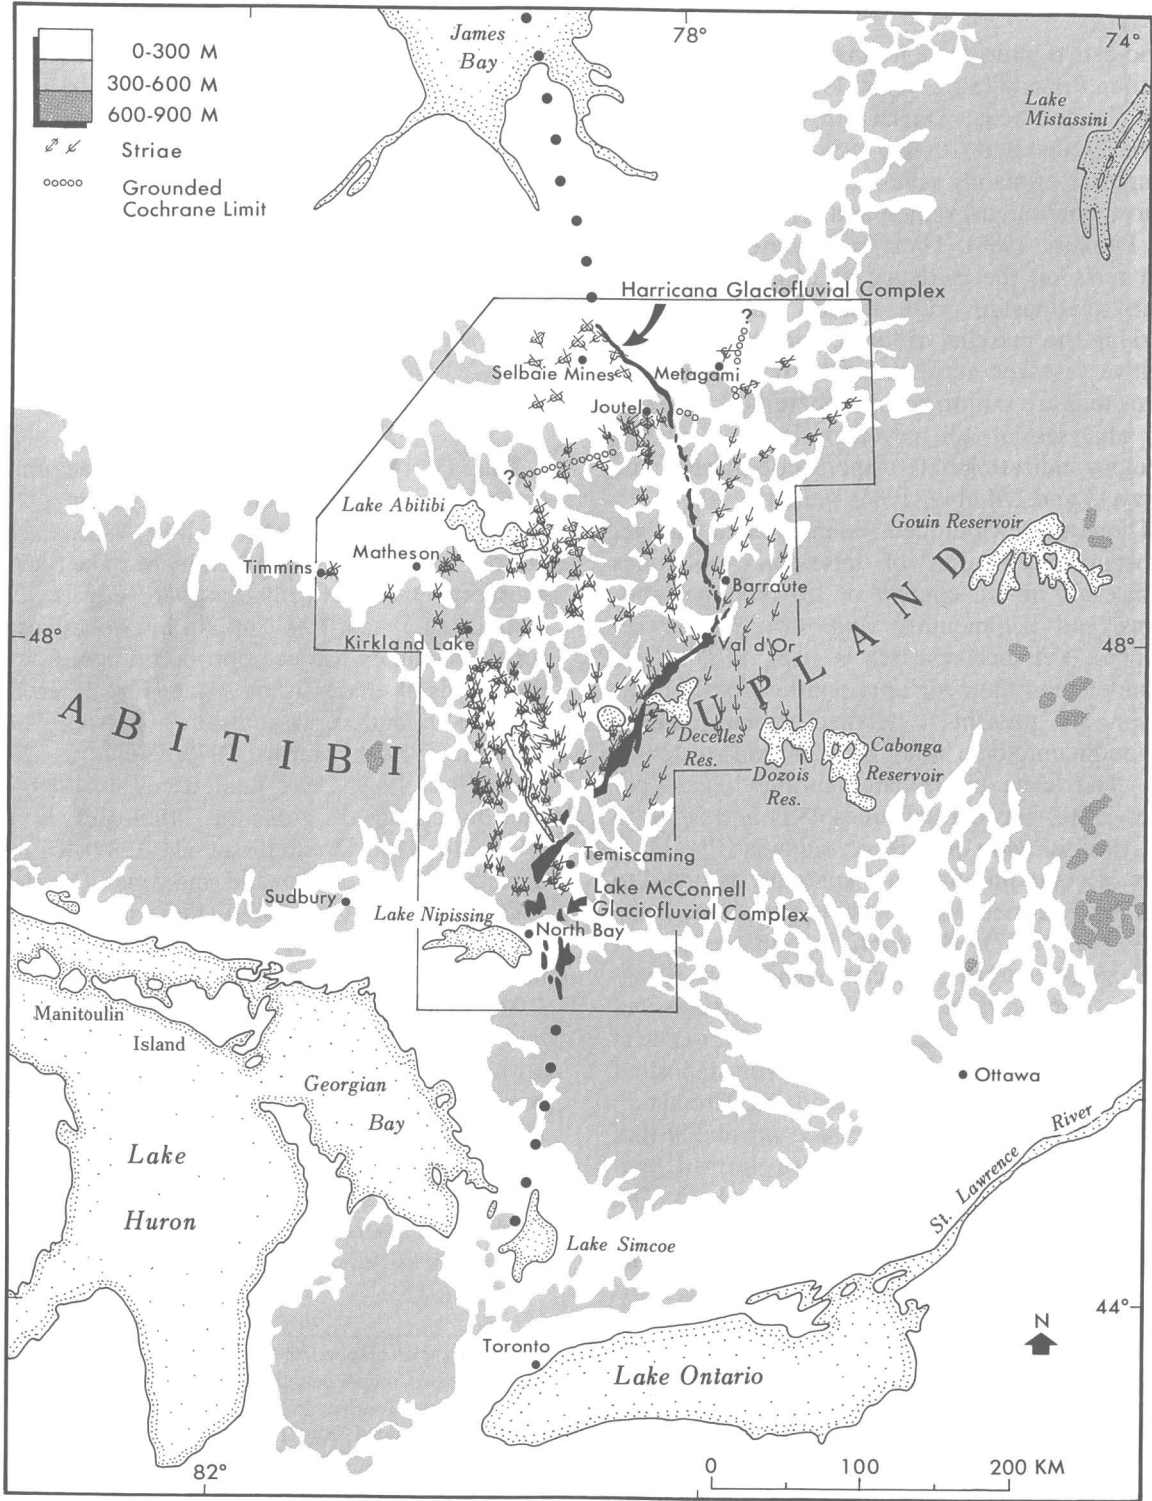 James
Bay
78°
74°
0-300 M
300-600 M
600-900 M
Striae
Grounded
Cochrane Limit
Lake
Mistassini
Harricana Glaciofluvial Complex
?
Selbaie Mines
Metagami
Joutel
?
Lake Abitibi
Gouin Reservoir
Matheson
Timmins
Barraute
48°
Kirkland Lake
Val d'Or
48°
ABITIBI
UPLAND
Decelles
Res.
Dozois
Res.
Cabonga
Reservoir
Temiscaming
Sudbury
Lake McConnell
Glaciofluvial Complex
Lake Nipissing
North Bay
Manitoulin
Island
Georgian
Bay
Ottawa
Lake
Huron
St. Lawrence River
Lake Simcoe
44°
N
Toronto
Lake Ontario
82°
0 100 200 KM